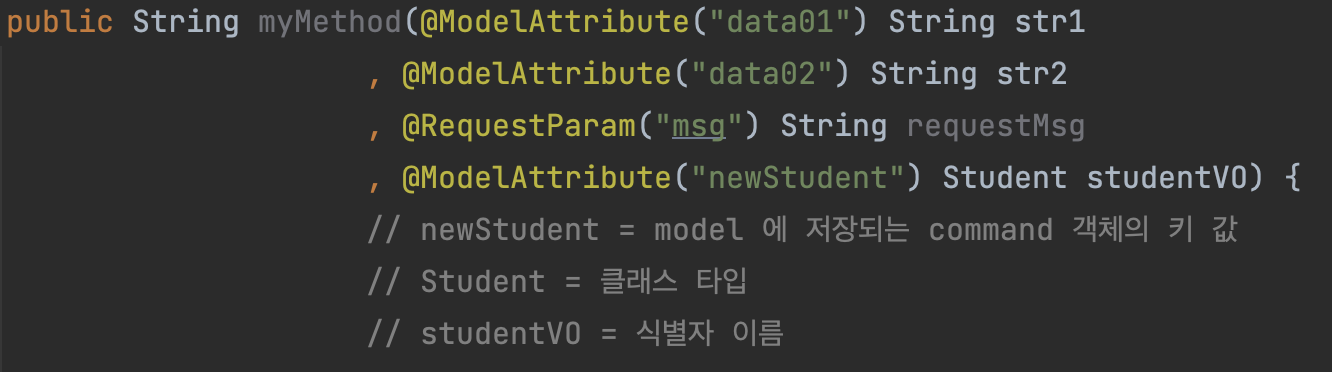 public String myMethod(@ModelAttribute("data01") String str1
, @ModelAttribute("data02") String str2
, @RequestParam("msg") String requestMsg
, @ModelAttribute("newStudent") Student studentVO) {
// newStudent = model 에 저장되는 command 객체의 키 값
// Student = 클래스 타입
// studentVO = 식별자 이름